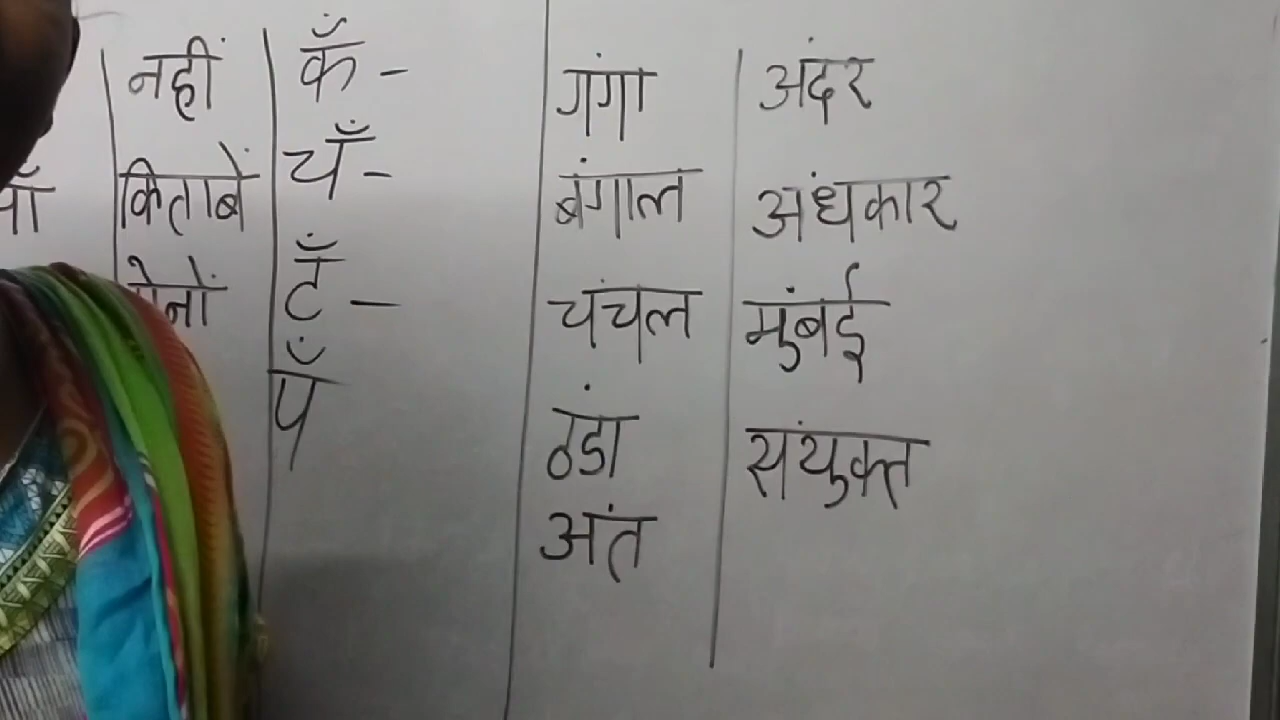 नहीं
किताबें
कँ -
चँ -
टँ -
पँ
गंगा
बंगाल
चंचल
ठंडा
अंत
अंदर
अंधकार
मुंबई
संयुक्त